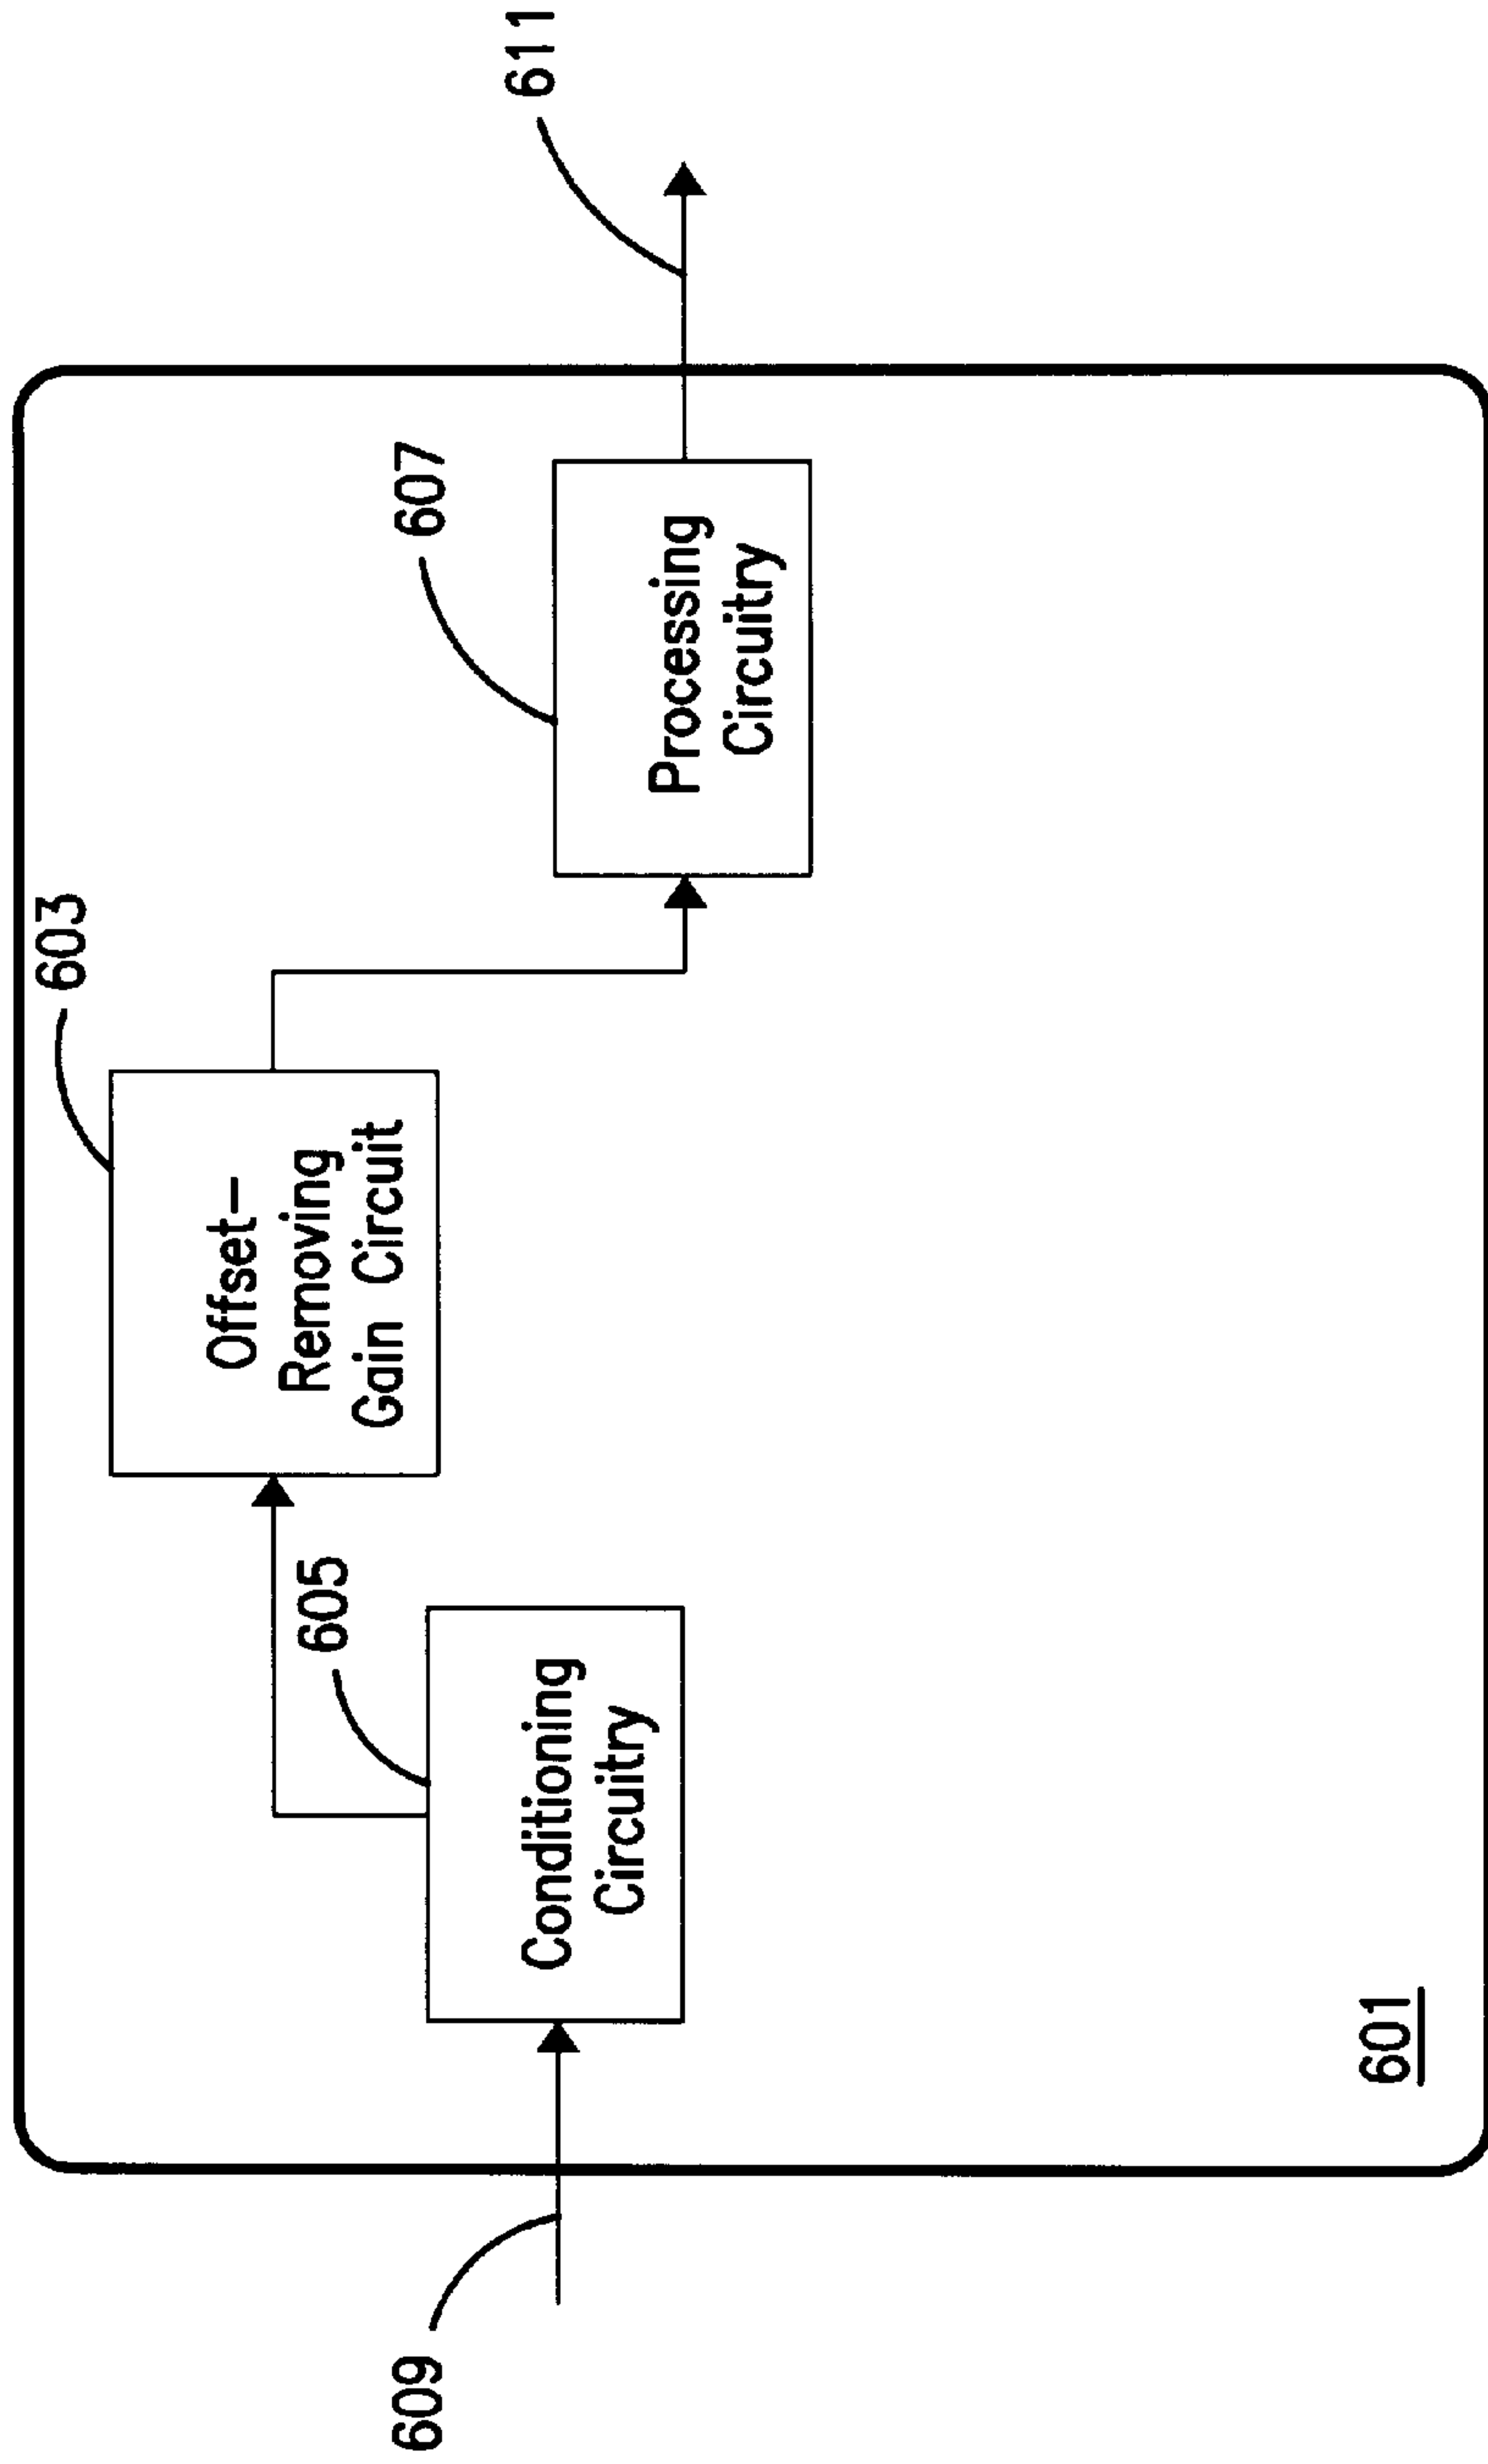 603
Offset–
Removing
Gain Circuit
605
Conditioning
Circuitry
607
Processing
Circuitry
609
611
601